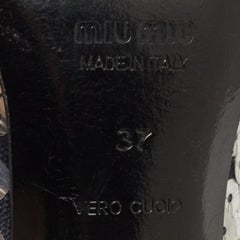 MIU MIU
MADE IN ITALY
37
VERO CUOIO